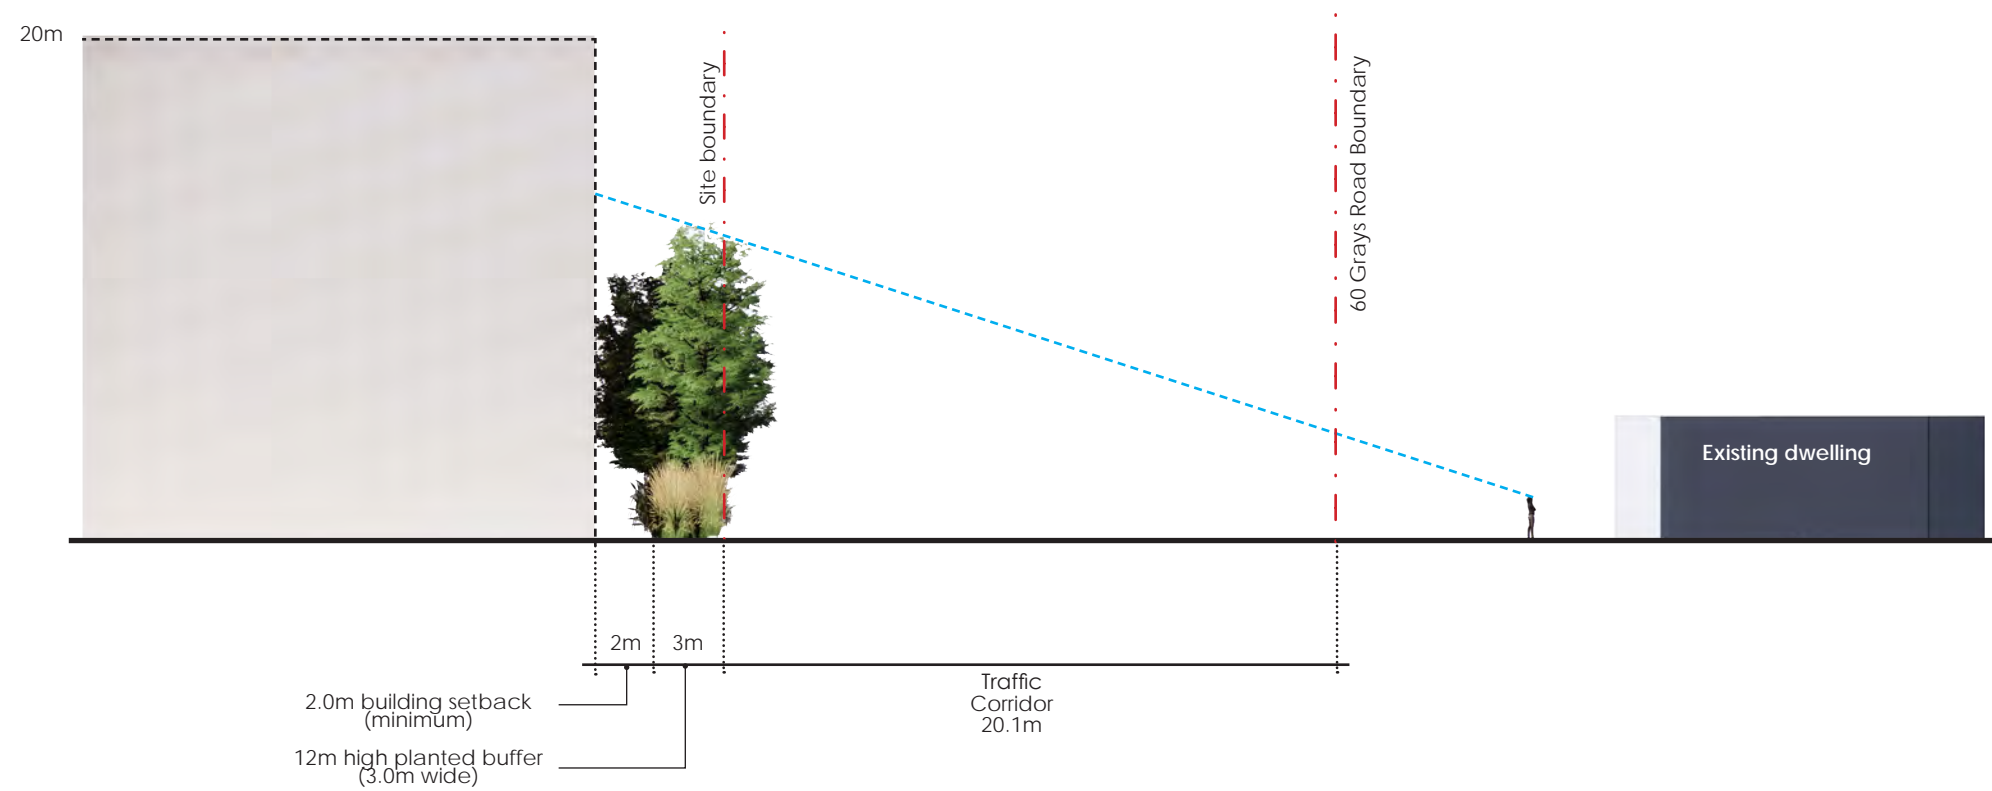 20m
Site boundary
60 Grays Road Boundary
Existing dwelling
2m
3m
Traffic
Corridor
20.1m
2.0m building setback
(minimum)
12m high planted buffer
(3.0m wide)